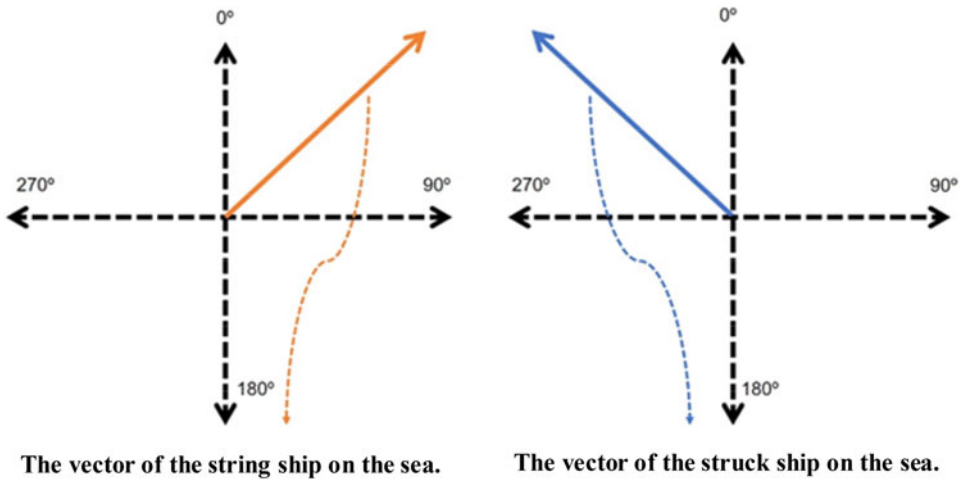 0º
0º
270º
90º
270º
90º
180º
180º
The vector of the string ship on the sea.
The vector of the struck ship on the sea.